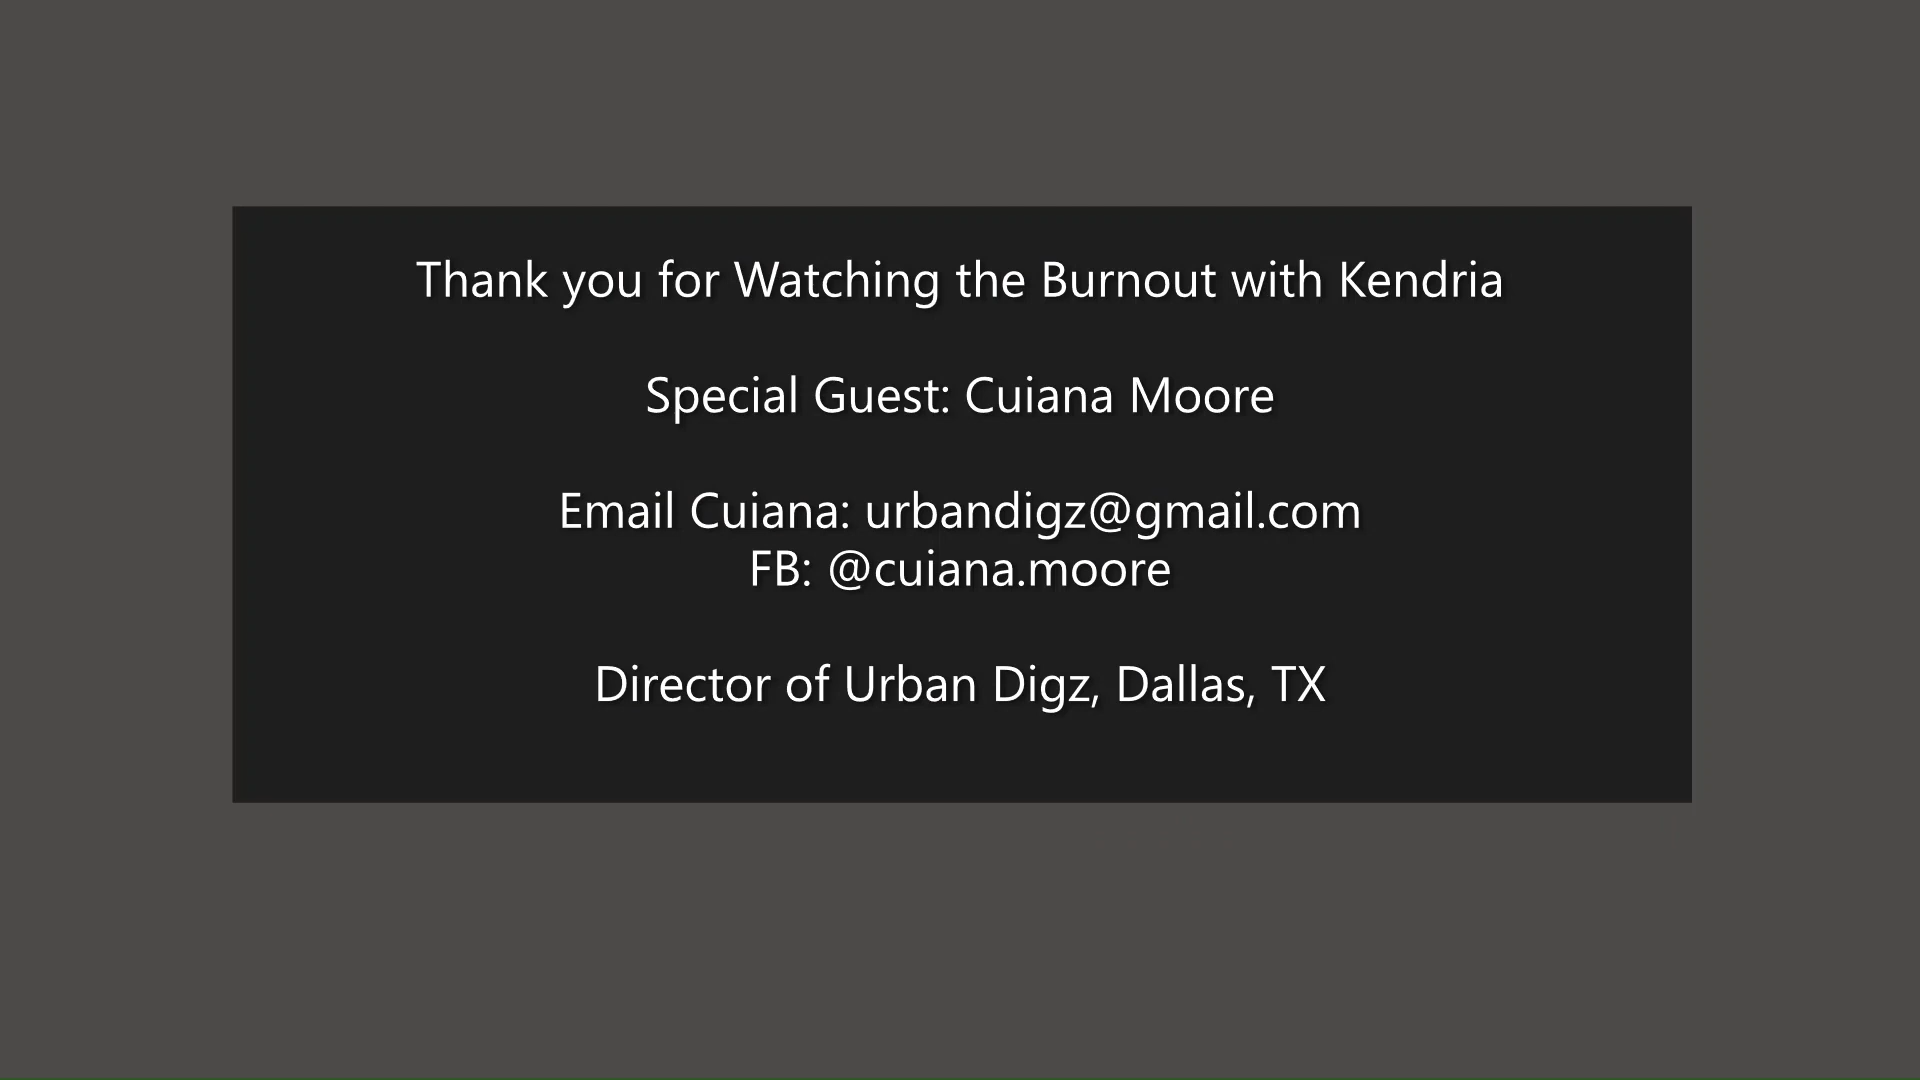 Thank you for Watching the Burnout with Kendria
Special Guest: Cuiana Moore
Email Cuiana: urbandigz@gmail.com
FB: @cuiana.moore
Director of Urban Digz, Dallas, TX